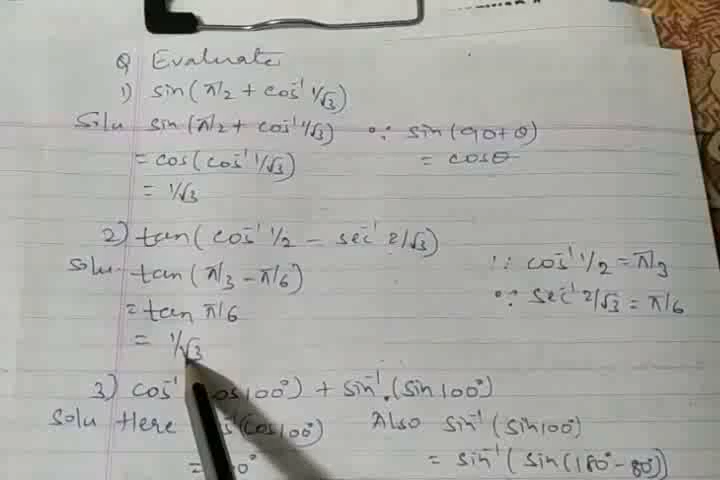 Q Evaluate
1) sin(π/2 + cos⁻¹ 1/√3)
Solu sin(π/2 + cos⁻¹ 1/√3) ∵ sin(90+θ)
= cos(cos⁻¹ 1/√3) = cosθ
= 1/√3
2) tan(cos⁻¹ 1/2 − sec⁻¹ 2/√3)
Solu. tan(π/3 − π/6) ∵ cos⁻¹ 1/2 = π/3
= tan π/6 ∵ sec⁻¹ 2/√3 = π/6
= 1/√3
3) cos⁻¹ (cos 100°) + sin⁻¹ (sin 100°)
Solu Here (cos 100°) Also sin⁻¹ (sin 100°)
= = sin⁻¹ (sin(180° − 80°))